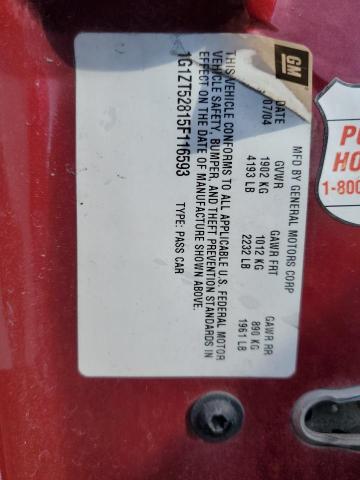 GM
MFD BY GENERAL MOTORS CORP
DATE GVWR GAWR FRT GAWR RR
07/04 1902 KG 1012 KG 890 KG
4193 LB 2232 LB 1961 LB
THIS VEHICLE CONFORMS TO ALL APPLICABLE U.S. FEDERAL MOTOR
VEHICLE SAFETY, BUMPER, AND THEFT PREVENTION STANDARDS IN
EFFECT ON THE DATE OF MANUFACTURE SHOWN ABOVE.
1G1ZT52815F116593 TYPE: PASS CAR
1-800